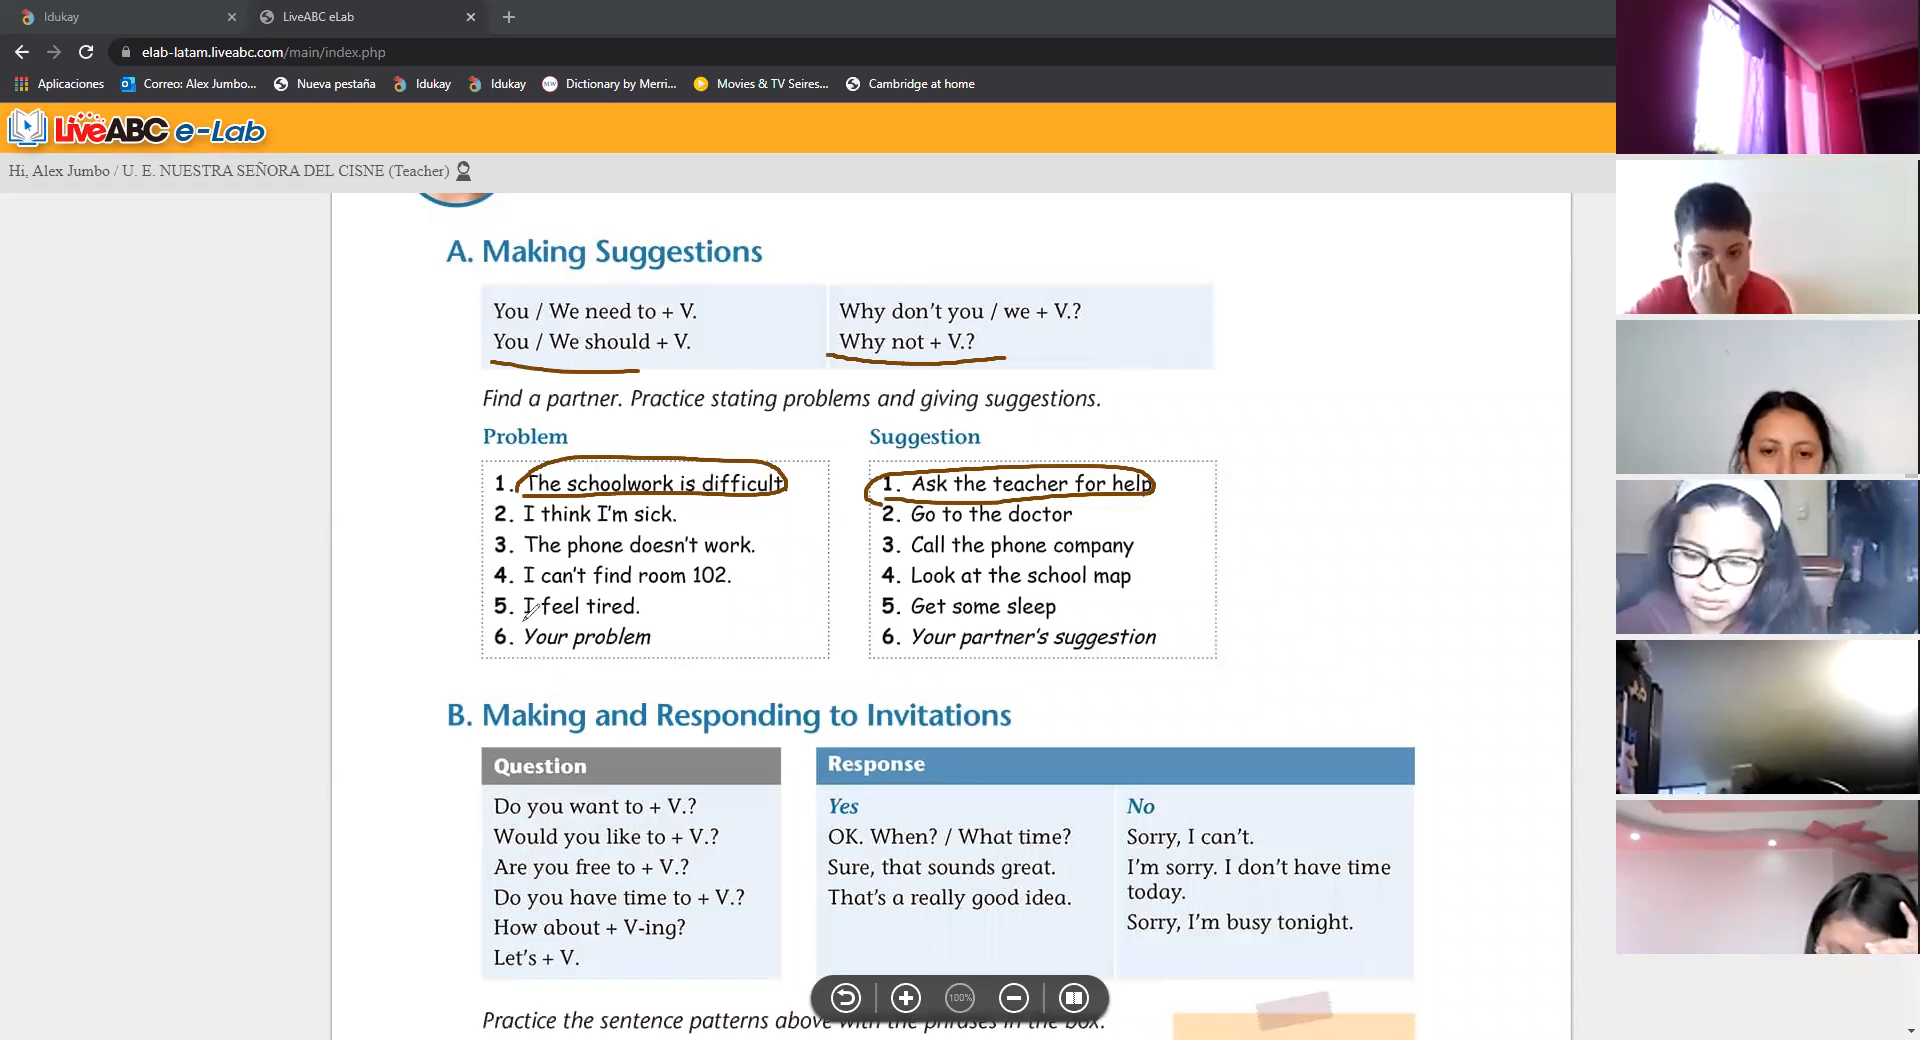 Idukay
LiveABC eLab
elab-latam.liveabc.com/main/index.php
Aplicaciones
Correo: Alex Jumbo...
Nueva pestaña
Idukay
Idukay
Dictionary by Merri...
Movies & TV Seires...
Cambridge at home
LiveABC e-Lab
Hi, Alex Jumbo / U. E. NUESTRA SEÑORA DEL CISNE (Teacher)
A. Making Suggestions
You / We need to + V.
You / We should + V.
Why don't you / we + V.?
Why not + V.?
Find a partner. Practice stating problems and giving suggestions.
Problem
1. The schoolwork is difficult
2. I think I'm sick.
3. The phone doesn't work.
4. I can't find room 102.
5. I feel tired.
6. Your problem
Suggestion
1. Ask the teacher for help
2. Go to the doctor
3. Call the phone company
4. Look at the school map
5. Get some sleep
6. Your partner's suggestion
B. Making and Responding to Invitations
Question
Do you want to + V.?
Would you like to + V.?
Are you free to + V.?
Do you have time to + V.?
How about + V-ing?
Let's + V.
Response
Yes
OK. When? / What time?
Sure, that sounds great.
That's a really good idea.
No
Sorry, I can't.
I'm sorry. I don't have time
today.
Sorry, I'm busy tonight.
100%
Practice the sentence patterns above with the phrases in the box.